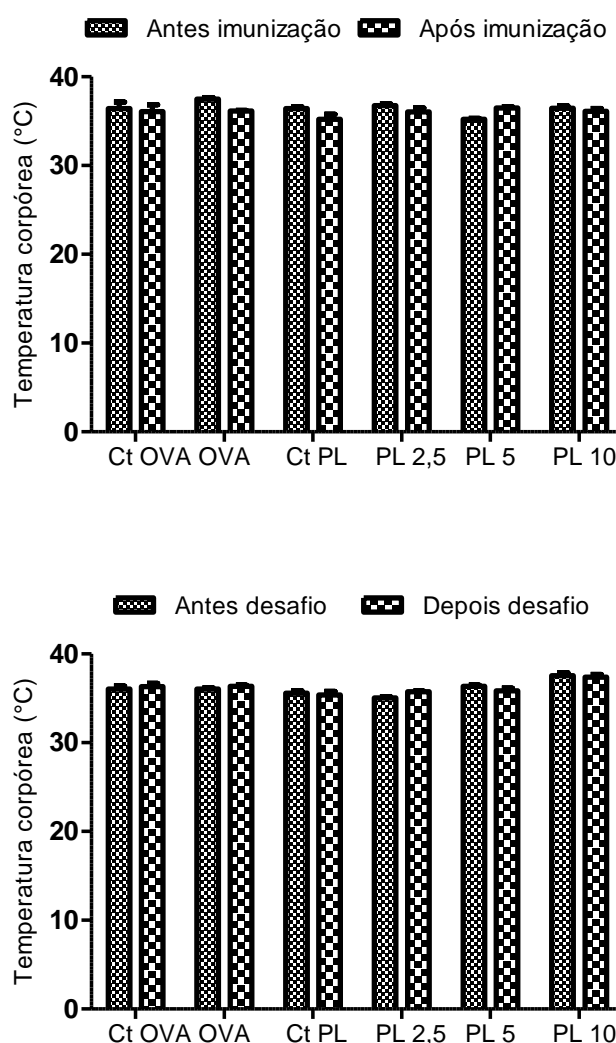 Antes imunização Após imunização
Temperatura corpórea (°C)
40
30
20
10
0
Ct OVA OVA Ct PL PL 2,5 PL 5 PL 10
Antes desafio Depois desafio
Temperatura corpórea (°C)
40
30
20
10
0
Ct OVA OVA Ct PL PL 2,5 PL 5 PL 10